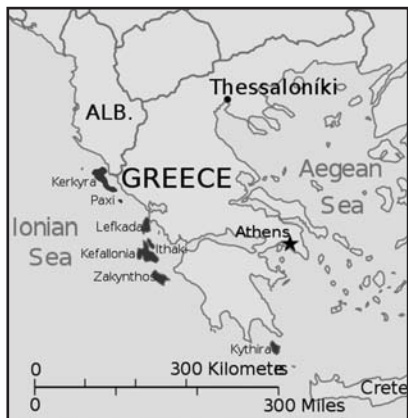 Thessaloníki
ALB.
Kerkyra
GREECE
Paxi
Aegean
Sea
Ionian
Sea
Lefkada
Athens
Ithaki
Kefallonia
Zakynthos
Kythira
0 300 Kilometers
Crete
0 300 Miles